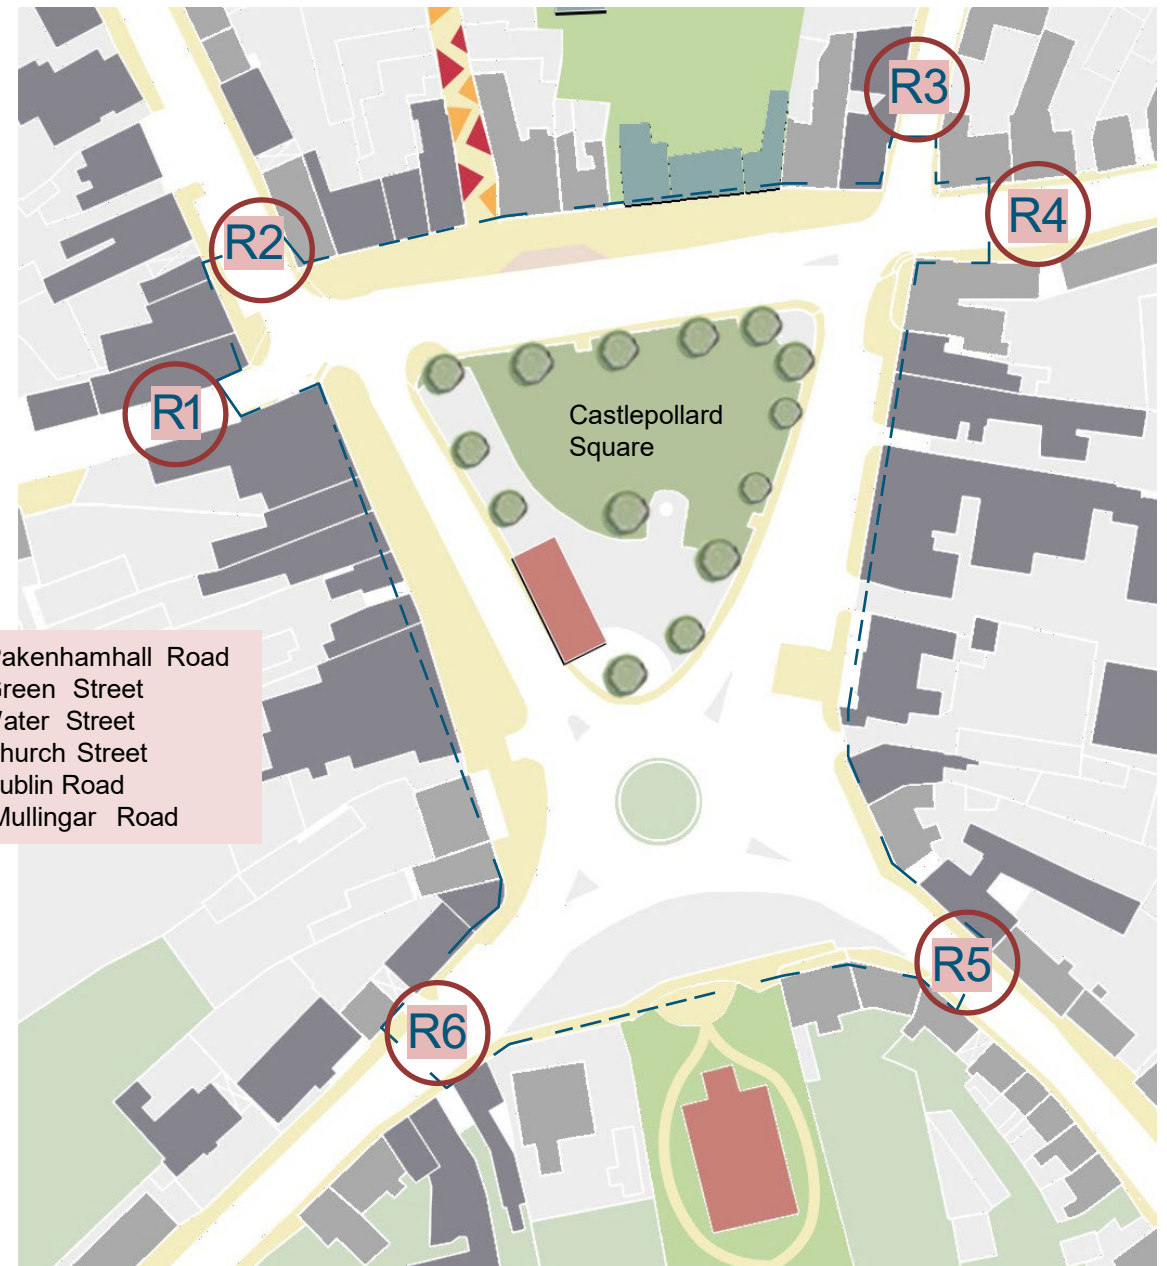 R3
R4
R2
R1
Castlepollard
Square
akenhamhall Road
reen Street
ater Street
hurch Street
ublin Road
Mullingar Road
R5
R6